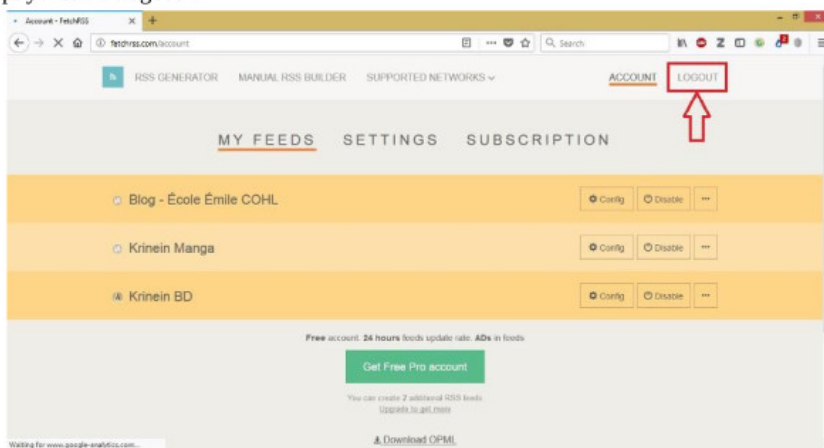 Account - FetchRSS
fetchrss.com/account
Search
RSS GENERATOR MANUAL RSS BUILDER SUPPORTED NETWORKS ACCOUNT LOGOUT
MY FEEDS SETTINGS SUBSCRIPTION
Blog - École Émile COHL Config Disable
Krinein Manga Config Disable
Krinein BD Config Disable
Free account. 24 hours feeds update rate. ADs in feeds
Get Free Pro account
You can create 2 additional RSS feeds
Upgrade to get more
Download OPML
Waiting for www.google-analytics.com...